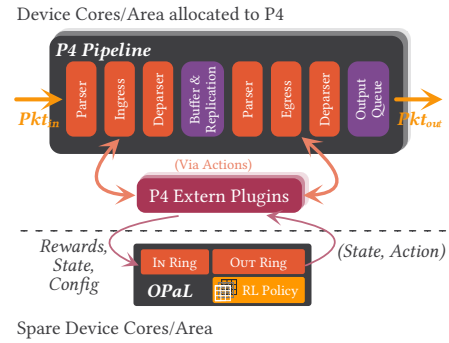 Device Cores/Area allocated to P4
P4 Pipeline
Parser
Ingress
Deparser
Buffer &
Replication
Parser
Egress
Deparser
Output
Queue
Pkt_in
Pkt_out
(Via Actions)
P4 Extern Plugins
Rewards,
State,
Config
(State, Action)
IN Ring
OUT Ring
OPaL
RL Policy
Spare Device Cores/Area